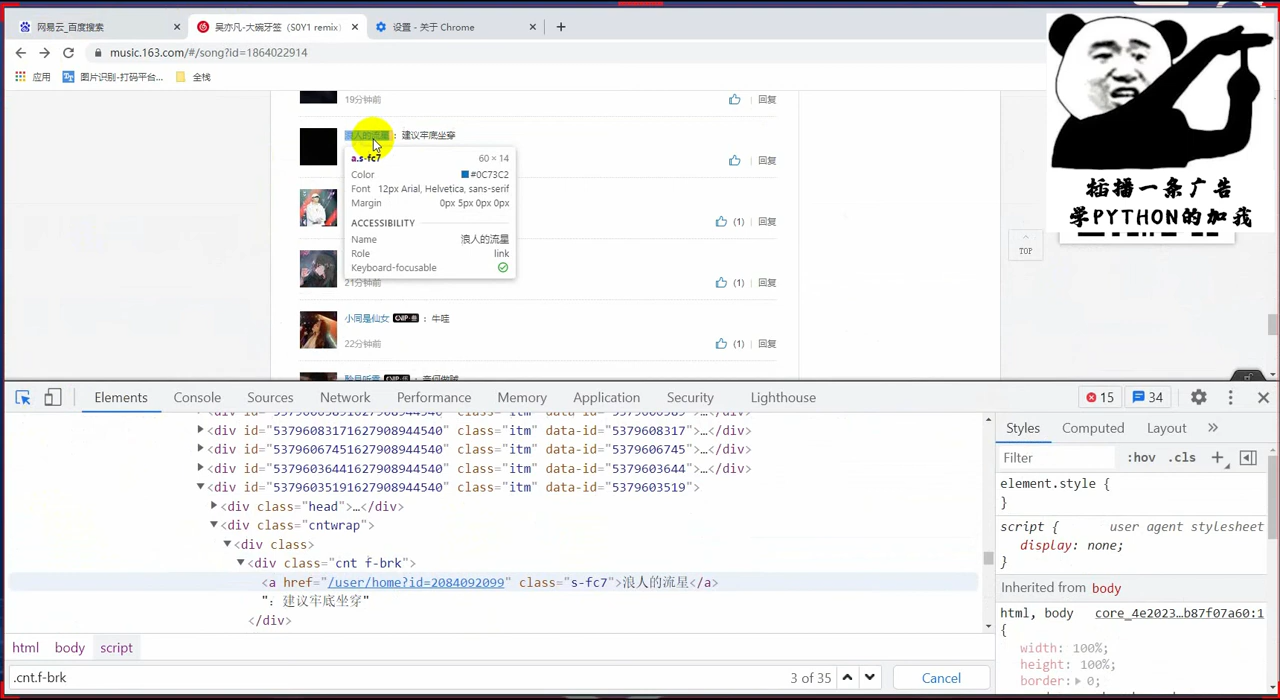 网易云_百度搜索
吴亦凡-大碗牙签（S0Y1 remix
设置 - 关于 Chrome
music.163.com/#/song?id=1864022914
应用
图片识别-打码平台...
全栈
19分钟前
回复
浪人的流星 : 建议牢底坐穿
回复
a.s-fc7 60 × 14
Color #0C73C2
Font 12px Arial, Helvetica, sans-serif
Margin 0px 5px 0px 0px
ACCESSIBILITY
Name 浪人的流星
Role link
Keyboard-focusable
(1) 回复
21分钟前
(1) 回复
小同是仙女 : 牛哇
22分钟前
(1) 回复
TOP
插播一条广告
学PYTHON的加我
Elements Console Sources Network Performance Memory Application Security Lighthouse 15 34
<div id="53796083171627908944540" class="itm" data-id="5379608317">…</div>
<div id="53796067451627908944540" class="itm" data-id="5379606745">…</div>
<div id="53796036441627908944540" class="itm" data-id="5379603644">…</div>
<div id="53796035191627908944540" class="itm" data-id="5379603519">
<div class="head">…</div>
<div class="cntwrap">
<div class>
<div class="cnt f-brk">
<a href="/user/home?id=2084092099" class="s-fc7">浪人的流星</a>
"：建议牢底坐穿"
</div>
html body script
.cnt.f-brk 3 of 35 Cancel
Styles Computed Layout »
Filter :hov .cls +
element.style {
}
script { user agent stylesheet
display: none;
}
Inherited from body
html, body core_4e2023…b87f07a60:1
{
width: 100%;
height: 100%;
border: 0;